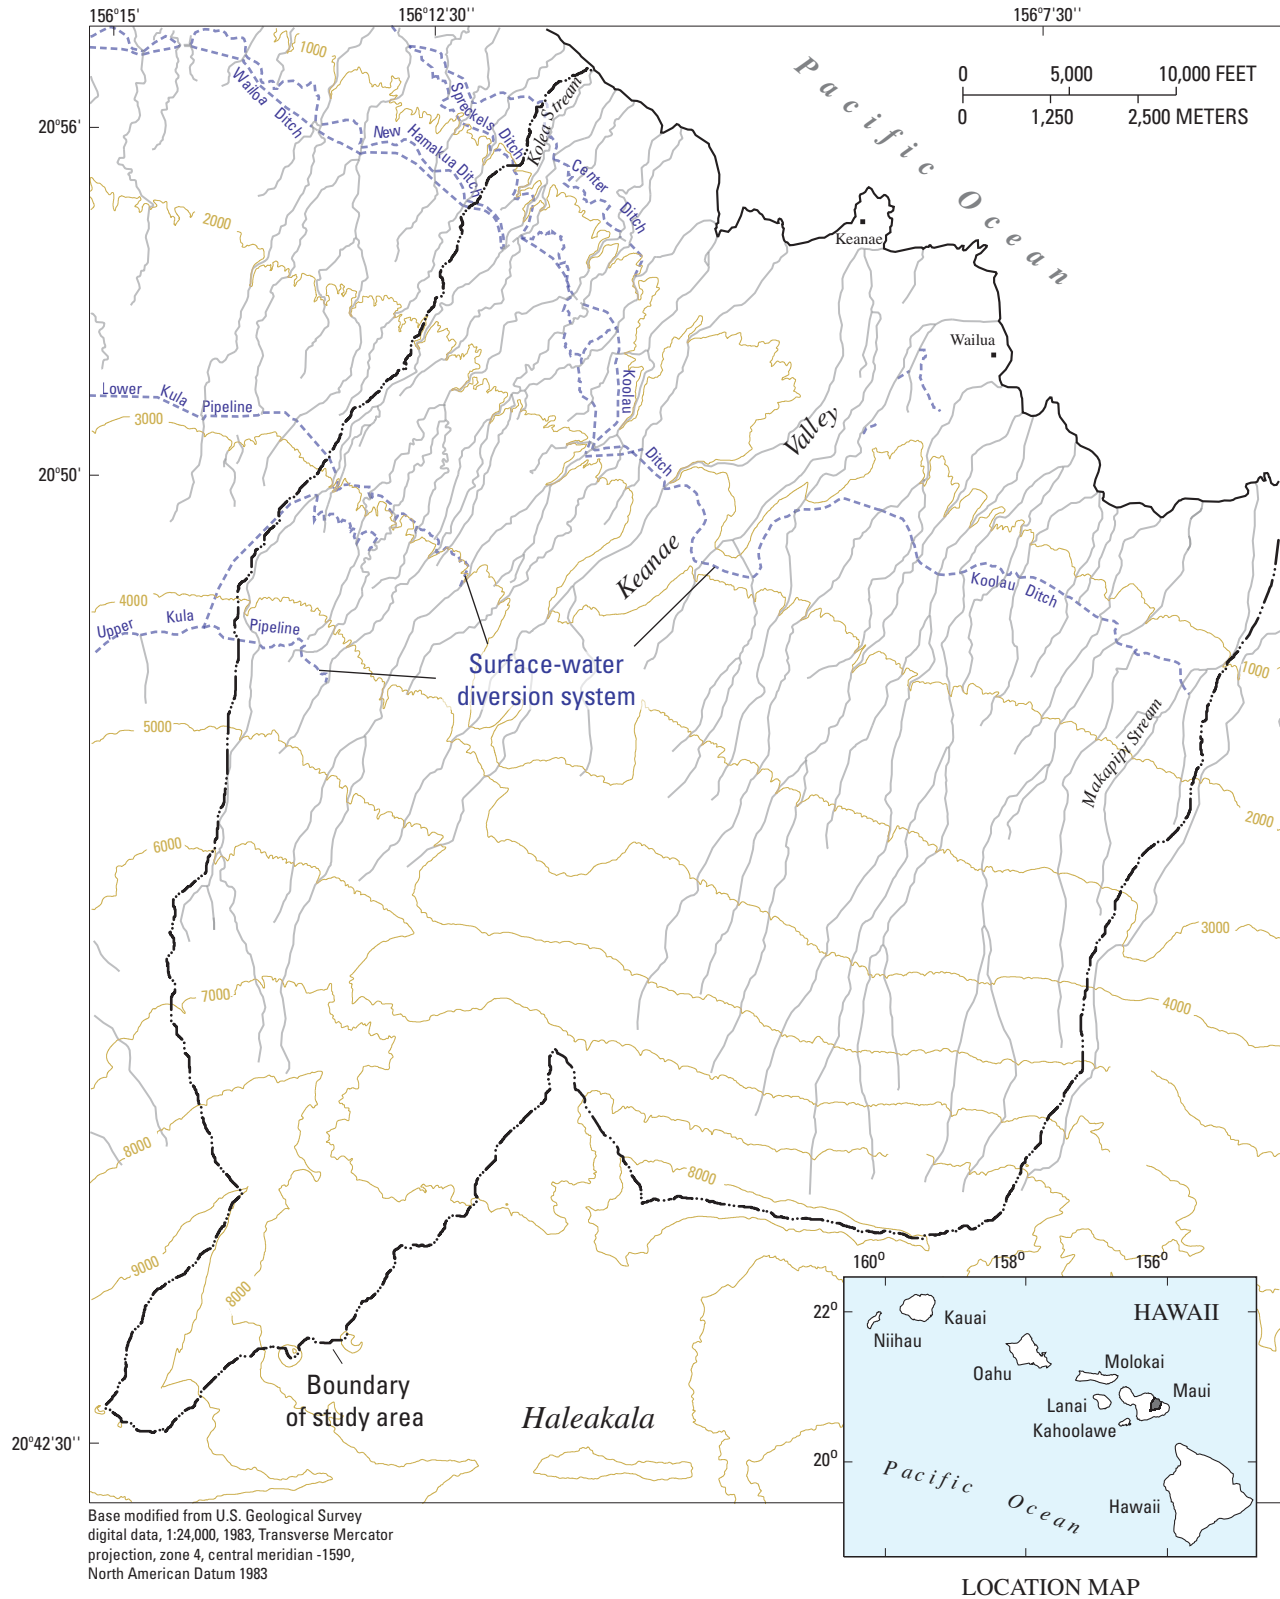 156°15'
156°12'30''
156°7'30''
0 5,000 10,000 FEET
0 1,250 2,500 METERS
Pacific Ocean
1000
Wailoa Ditch
Spreckels Ditch
Kolea Stream
20°56'
New Hamakua Ditch
Center Ditch
2000
Keanae
Wailua
Koolau Ditch
Lower Kula Pipeline
3000
Valley
20°50'
Keanae
Koolau Ditch
4000
Upper Kula Pipeline
Surface-water
diversion system
1000
5000
Makapipi Stream
2000
6000
3000
7000
4000
8000
8000
9000
8000
Boundary
of study area
Haleakala
20°42'30''
160° 158° 156°
22°
HAWAII
Kauai
Niihau
Oahu
Molokai
Maui
Lanai
Kahoolawe
20°
Pacific Ocean
Hawaii
LOCATION MAP
Base modified from U.S. Geological Survey
digital data, 1:24,000, 1983, Transverse Mercator
projection, zone 4, central meridian -159º,
North American Datum 1983